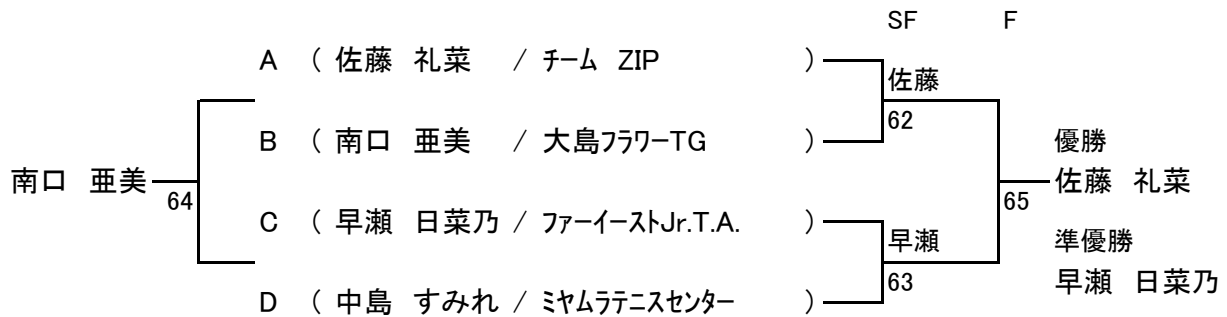 SF F
A ( 佐藤 礼菜 / チーム ZIP )
佐藤
62
B ( 南口 亜美 / 大島フラワーTG )
優勝
南口 亜美
64
佐藤 礼菜
65
C ( 早瀬 日菜乃 / ファーイーストJr.T.A. )
早瀬
63
準優勝
早瀬 日菜乃
D ( 中島 すみれ / ミヤムラテニスセンター )